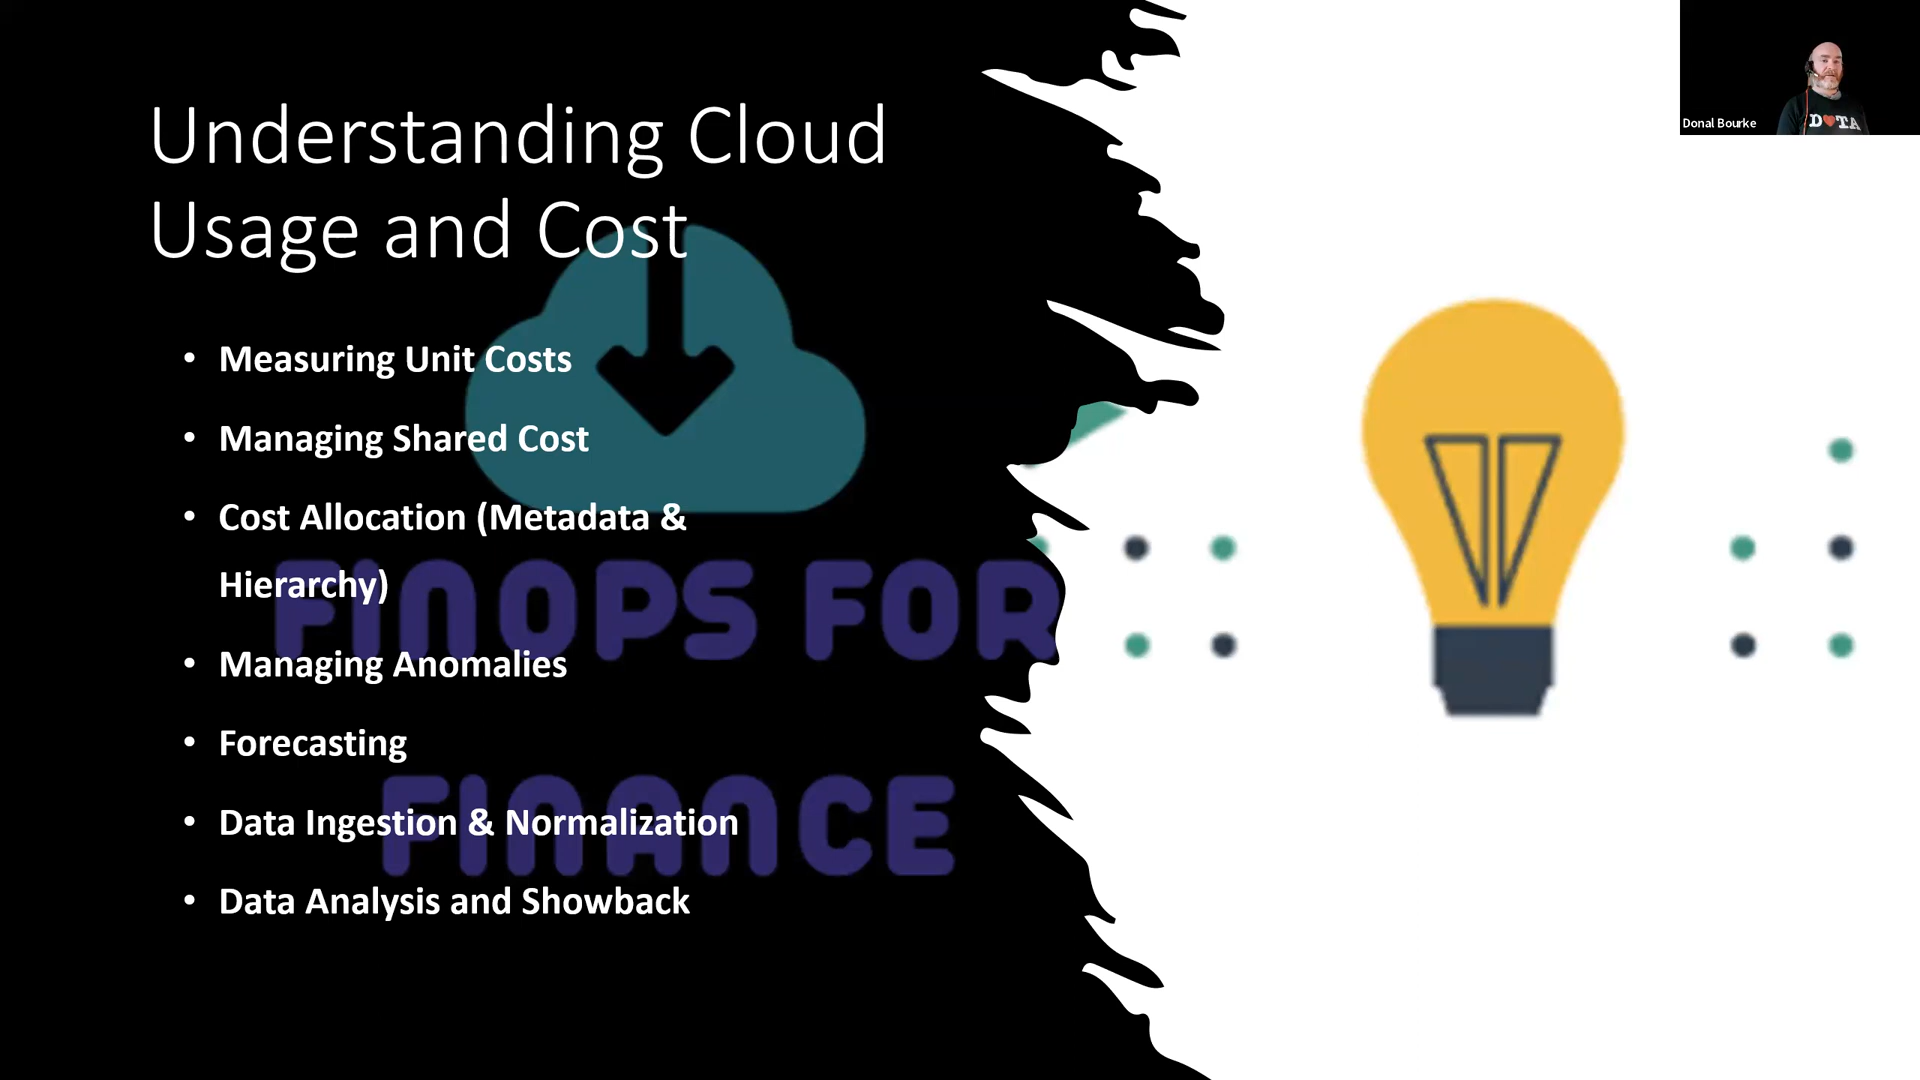 Understanding Cloud
Usage and Cost
• Measuring Unit Costs
• Managing Shared Cost
• Cost Allocation (Metadata &
Hierarchy)
• Managing Anomalies
• Forecasting
• Data Ingestion & Normalization
• Data Analysis and Showback
FINOPS FOR
FINANCE
Donal Bourke
D❤TA